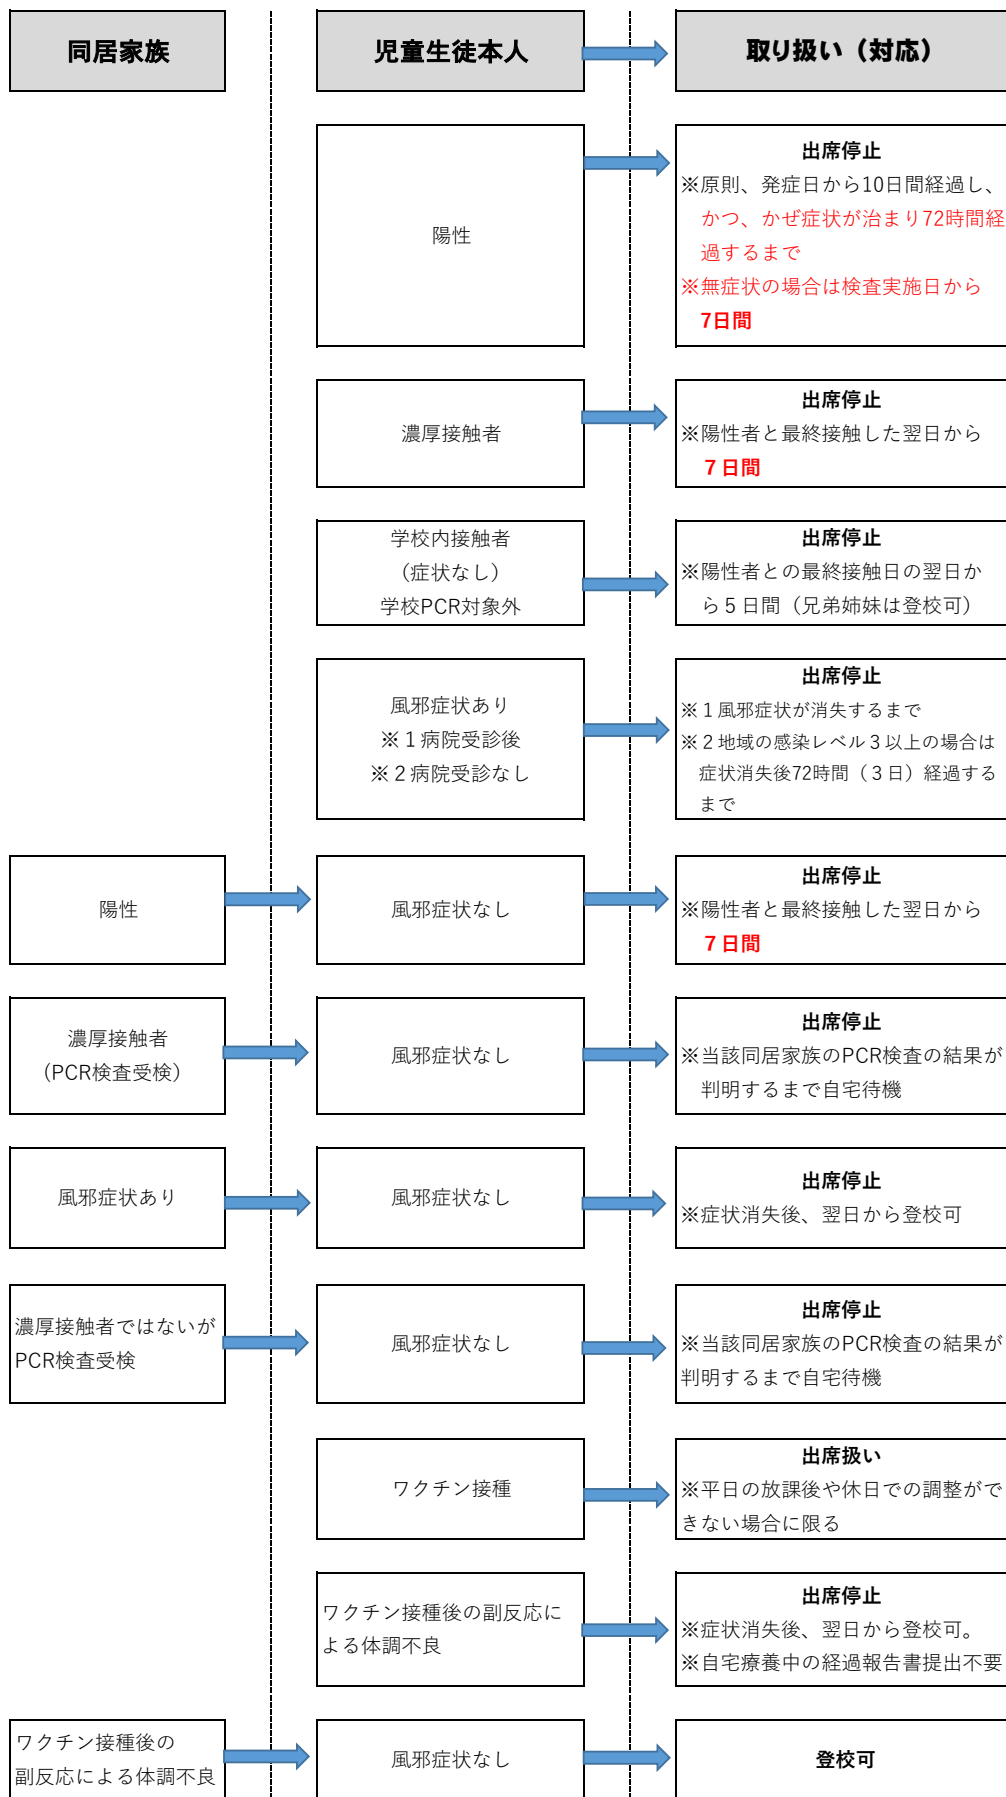 同居家族
児童生徒本人
取り扱い（対応）
陽性
出席停止
※原則、発症日から10日間経過し、
かつ、かぜ症状が治まり72時間経
過するまで
※無症状の場合は検査実施日から
7日間
濃厚接触者
出席停止
※陽性者と最終接触した翌日から
７日間
学校内接触者
（症状なし）
学校PCR対象外
出席停止
※陽性者との最終接触日の翌日か
ら５日間（兄弟姉妹は登校可）
風邪症状あり
※１病院受診後
※２病院受診なし
出席停止
※１風邪症状が消失するまで
※２地域の感染レベル３以上の場合は
症状消失後72時間（３日）経過する
まで
陽性
風邪症状なし
出席停止
※陽性者と最終接触した翌日から
７日間
濃厚接触者
(PCR検査受検）
風邪症状なし
出席停止
※当該同居家族のPCR検査の結果が
判明するまで自宅待機
風邪症状あり
風邪症状なし
出席停止
※症状消失後、翌日から登校可
濃厚接触者ではないが
PCR検査受検
風邪症状なし
出席停止
※当該同居家族のPCR検査の結果が
判明するまで自宅待機
ワクチン接種
出席扱い
※平日の放課後や休日での調整がで
きない場合に限る
ワクチン接種後の副反応に
よる体調不良
出席停止
※症状消失後、翌日から登校可。
※自宅療養中の経過報告書提出不要
ワクチン接種後の
副反応による体調不良
風邪症状なし
登校可